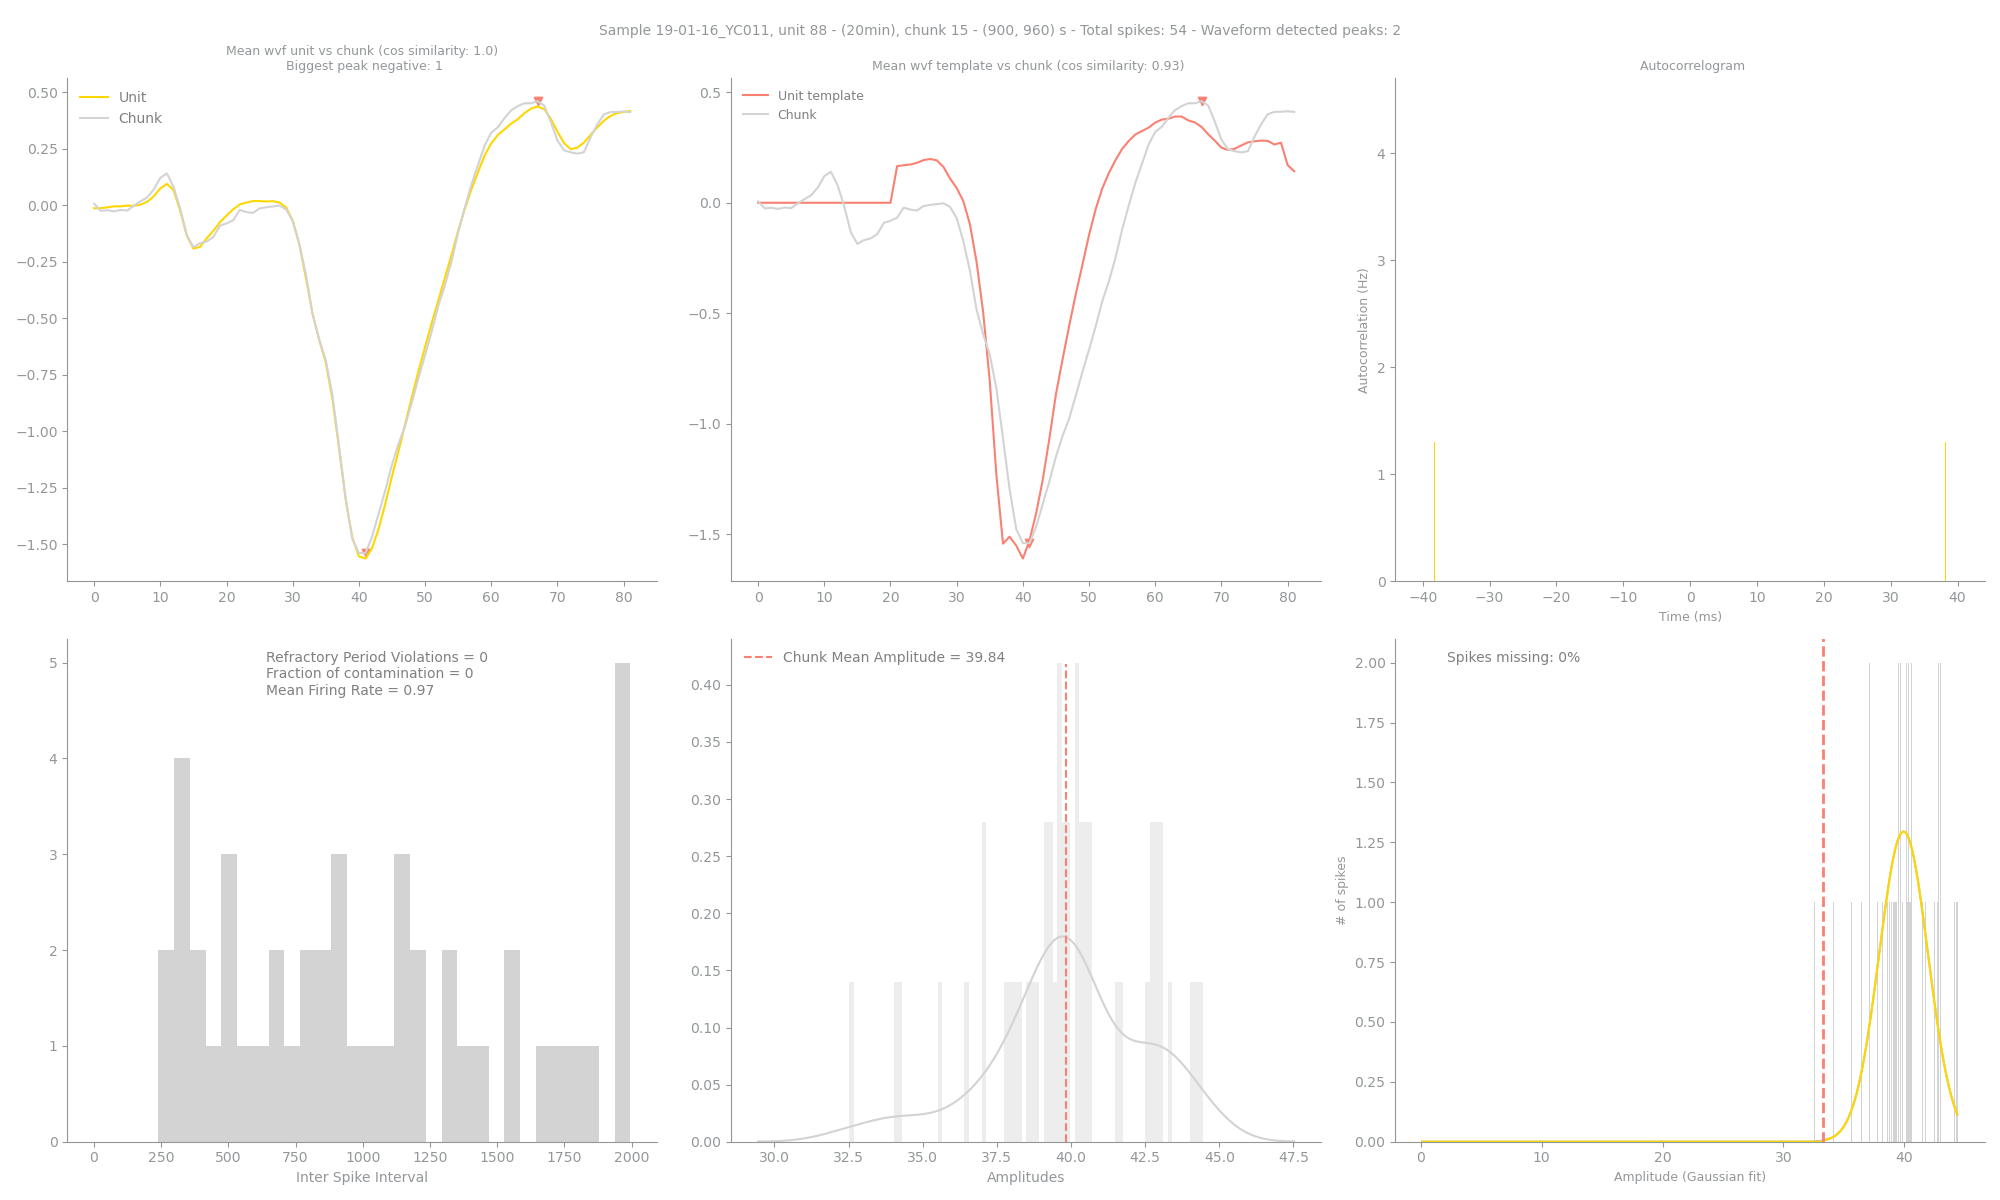 Sample 19-01-16_YC011, unit 88 - (20min), chunk 15 - (900, 960) s - Total spikes: 54 - Waveform detected peaks: 2
Mean wvf unit vs chunk (cos similarity: 1.0)
Biggest peak negative: 1
Unit
Chunk
0.50
0.25
0.00
−0.25
−0.50
−0.75
−1.00
−1.25
−1.50
0 10 20 30 40 50 60 70 80
Mean wvf template vs chunk (cos similarity: 0.93)
Unit template
Chunk
0.5
0.0
−0.5
−1.0
−1.5
0 10 20 30 40 50 60 70 80
Autocorrelogram
Autocorrelation (Hz)
4
3
2
1
0
−40 −30 −20 −10 0 10 20 30 40
Time (ms)
Refractory Period Violations = 0
Fraction of contamination = 0
Mean Firing Rate = 0.97
5
4
3
2
1
0
0 250 500 750 1000 1250 1500 1750 2000
Inter Spike Interval
Chunk Mean Amplitude = 39.84
0.40
0.35
0.30
0.25
0.20
0.15
0.10
0.05
0.00
30.0 32.5 35.0 37.5 40.0 42.5 45.0 47.5
Amplitudes
Spikes missing: 0%
# of spikes
2.00
1.75
1.50
1.25
1.00
0.75
0.50
0.25
0.00
0 10 20 30 40
Amplitude (Gaussian fit)